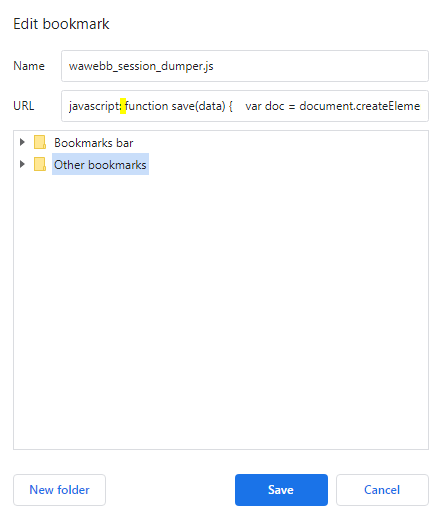 Edit bookmark
Name wawebb_session_dumper.js
URL javascript: function save(data) {    var doc = document.createEleme
Bookmarks bar
Other bookmarks
New folder Save Cancel